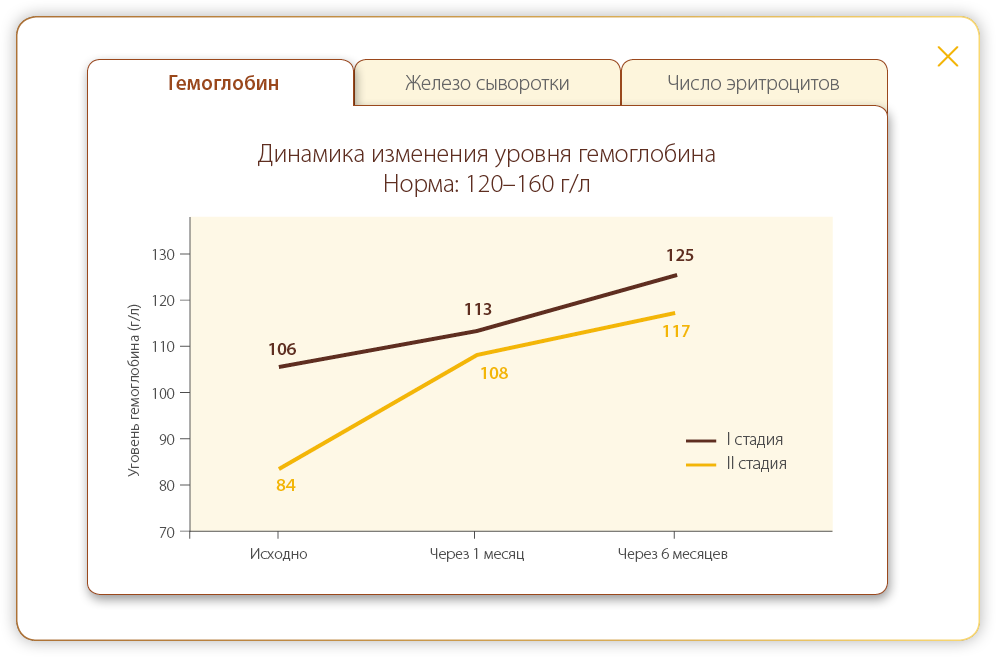 Гемоглобин
Железо сыворотки
Число эритроцитов
Динамика изменения уровня гемоглобина
Норма: 120–160 г/л
Уговень гемоглобина (г/л)
130
120
110
100
90
80
70
106
113
125
84
108
117
I стадия
II стадия
Исходно
Через 1 месяц
Через 6 месяцев